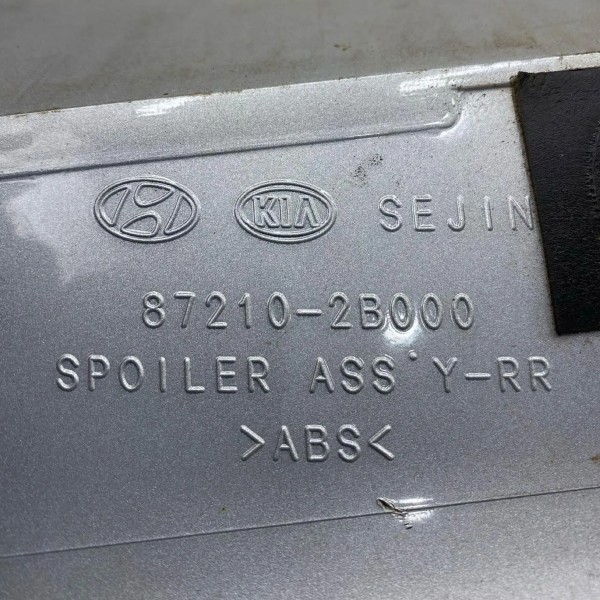 KIA SEJIN
87210-2B000
SPOILER ASS'Y-RR
>ABS<